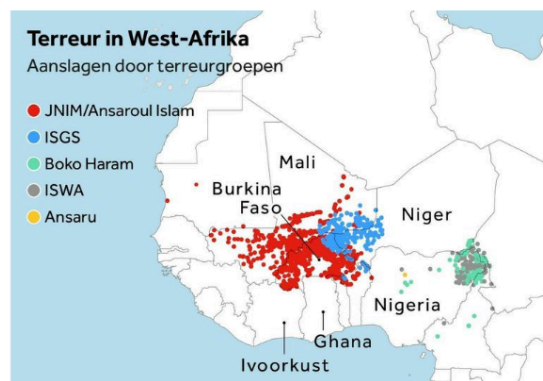 Terreur in West-Afrika
Aanslagen door terreurgroepen
JNIM/Ansaroul Islam
ISGS
Boko Haram
ISWA
Ansaru
Mali
Burkina
Faso
Niger
Nigeria
Ghana
Ivoorkust